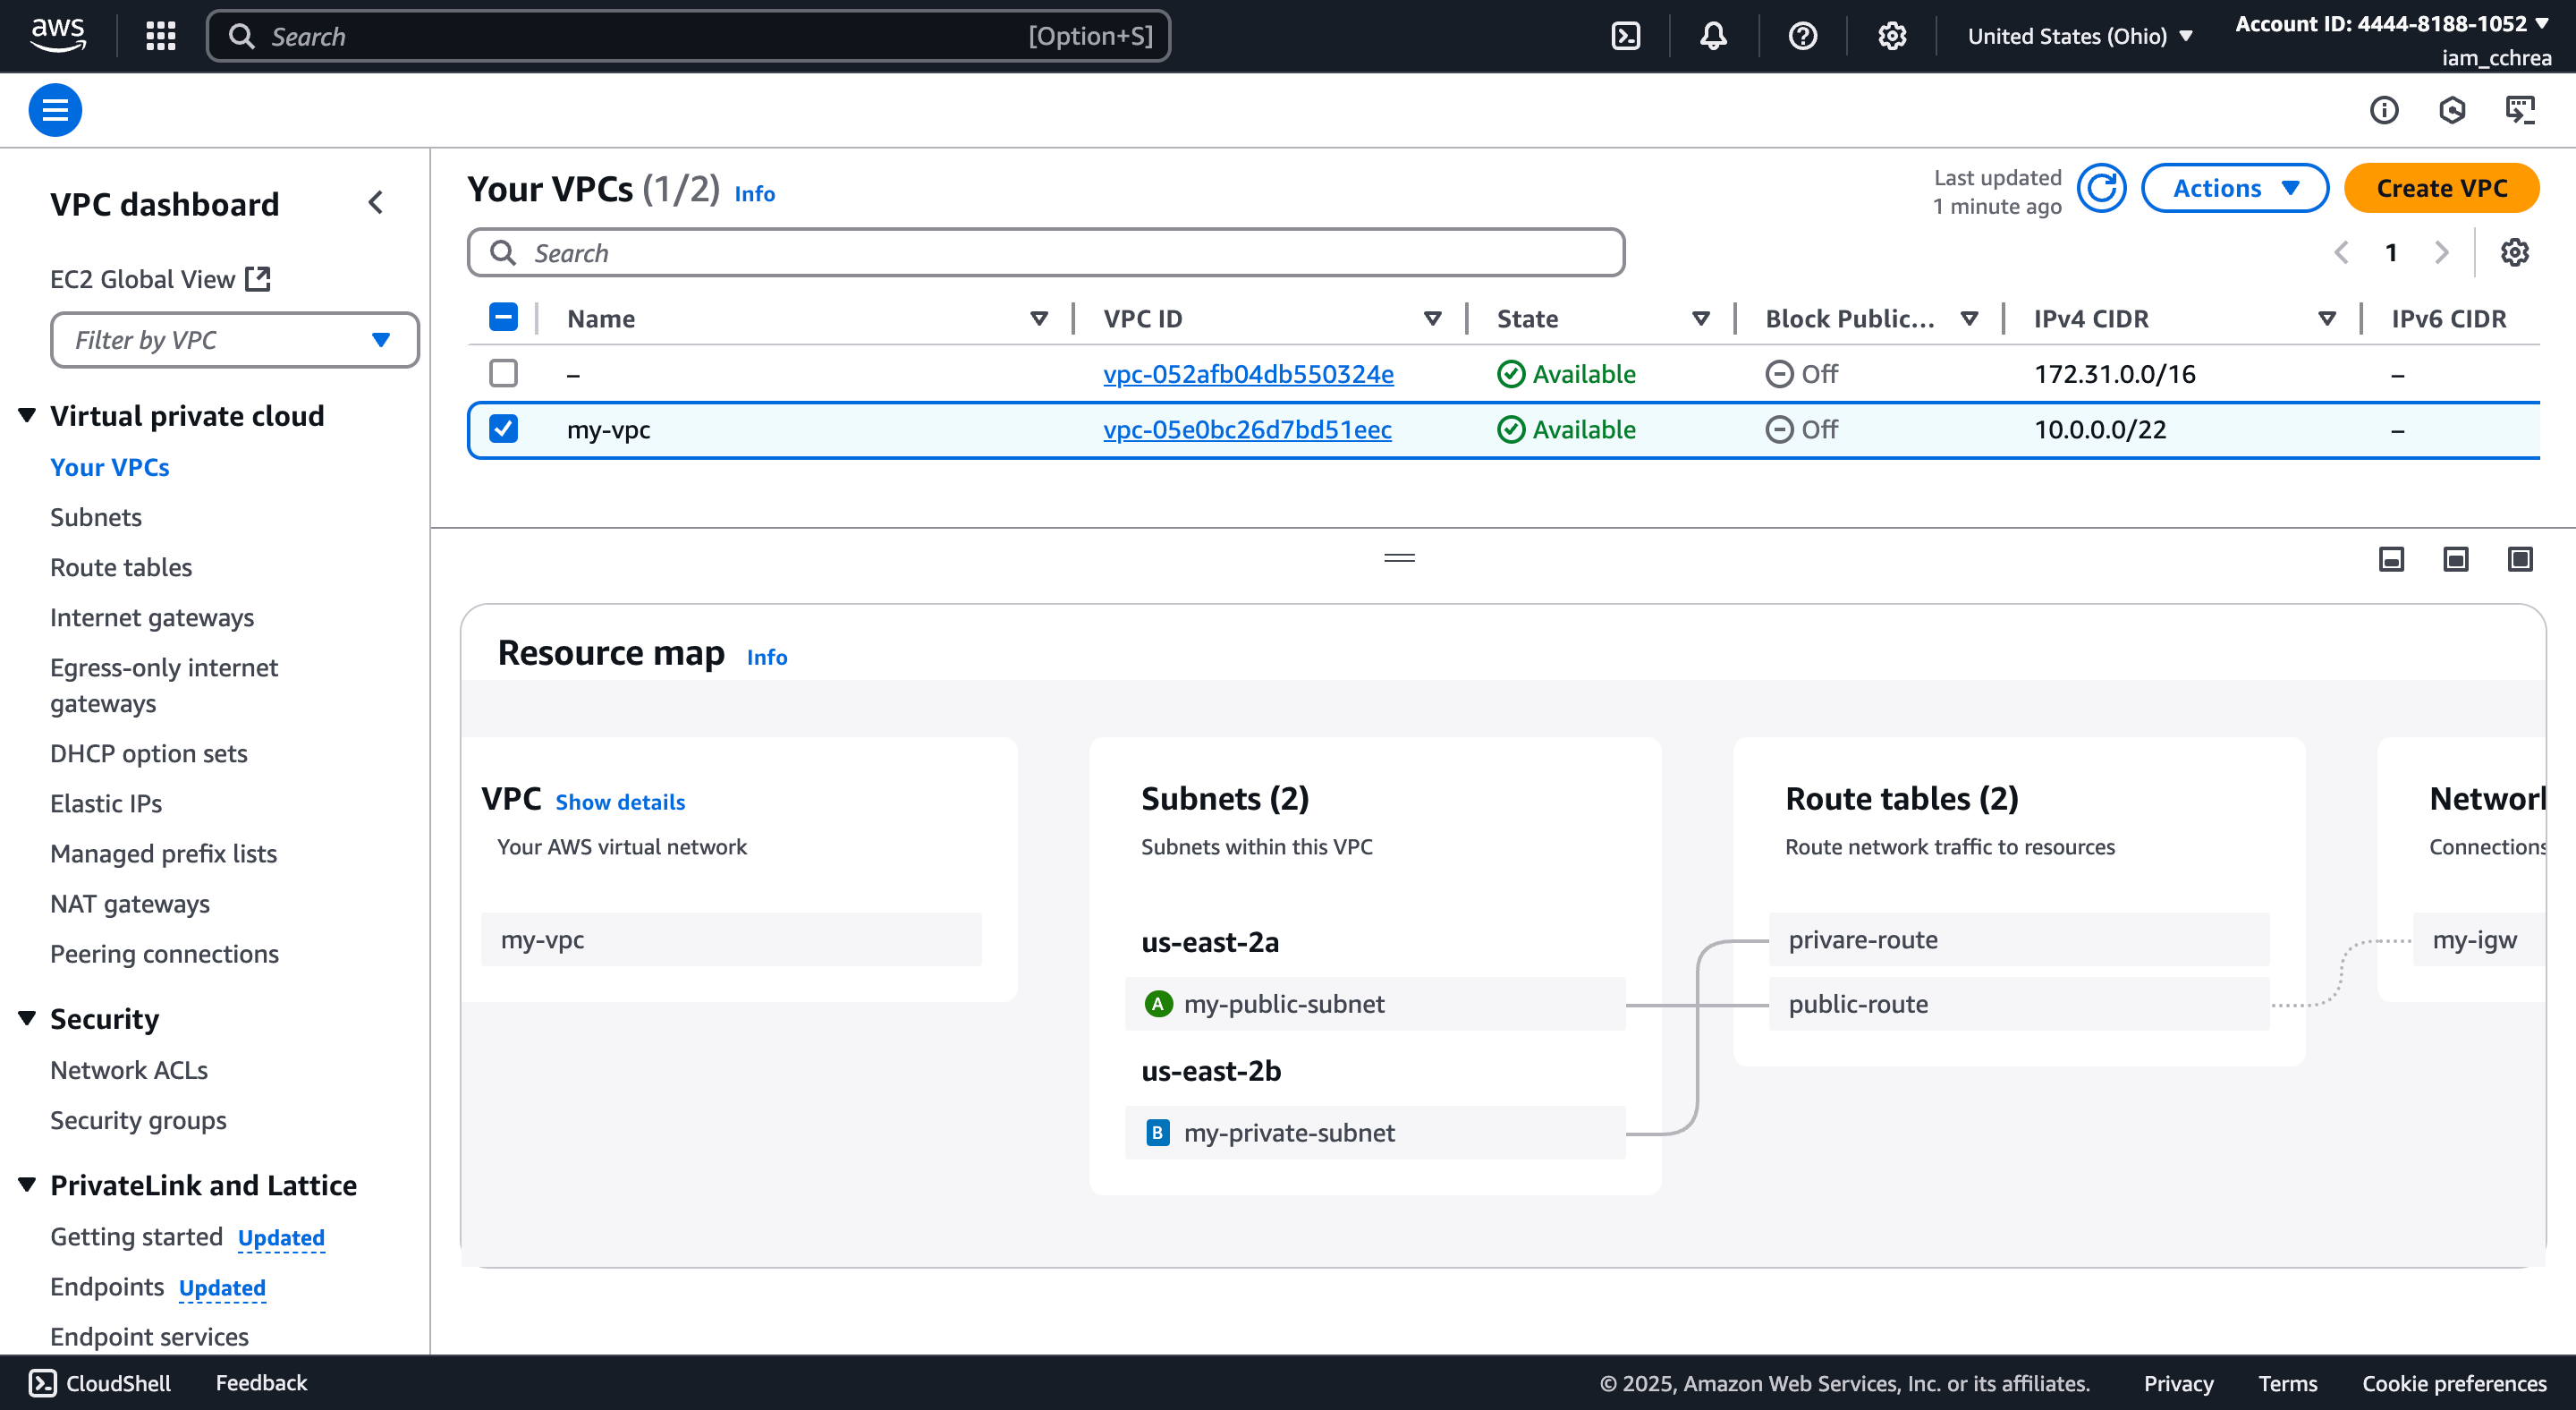 aws
Search
[Option+S]
United States (Ohio)
Account ID: 4444-8188-1052
iam_cchrea
VPC dashboard
EC2 Global View
Filter by VPC
Virtual private cloud
Your VPCs
Subnets
Route tables
Internet gateways
Egress-only internet
gateways
DHCP option sets
Elastic IPs
Managed prefix lists
NAT gateways
Peering connections
Security
Network ACLs
Security groups
PrivateLink and Lattice
Getting started Updated
Endpoints Updated
Endpoint services
Your VPCs (1/2) Info
Last updated
1 minute ago
Actions
Create VPC
Search
1
Name VPC ID State Block Public... IPv4 CIDR IPv6 CIDR
– vpc-052afb04db550324e Available Off 172.31.0.0/16 –
my-vpc vpc-05e0bc26d7bd51eec Available Off 10.0.0.0/22 –
Resource map Info
VPC Show details
Your AWS virtual network
my-vpc
Subnets (2)
Subnets within this VPC
us-east-2a
A my-public-subnet
us-east-2b
B my-private-subnet
Route tables (2)
Route network traffic to resources
privare-route
public-route
Network
Connections
my-igw
CloudShell
Feedback
© 2025, Amazon Web Services, Inc. or its affiliates.
Privacy
Terms
Cookie preferences